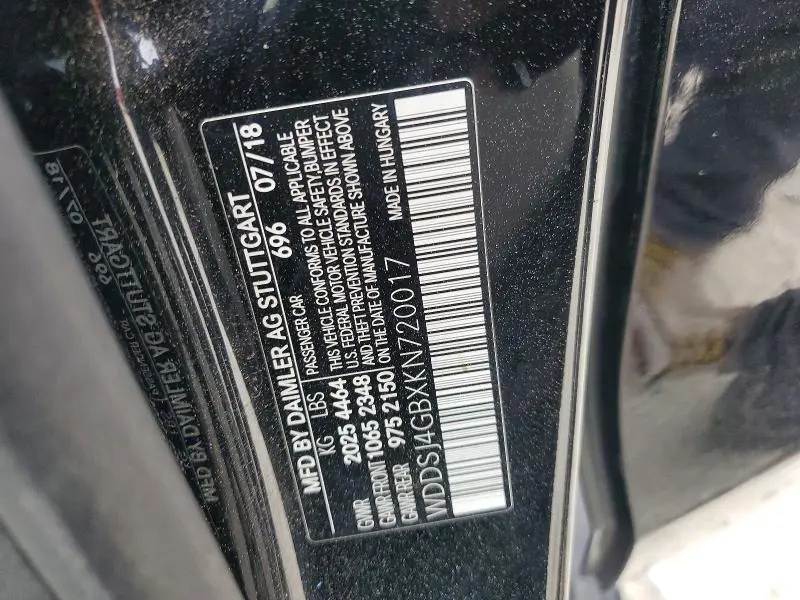 MFD BY DAIMLER AG STUTTGART
696 07/18
KG LBS PASSENGER CAR
GVWR 2025 4464 THIS VEHICLE CONFORMS TO ALL APPLICABLE
GAWR FRONT 1065 2348 U.S. FEDERAL MOTOR VEHICLE SAFETY, BUMPER
GAWR REAR 975 2150 AND THEFT PREVENTION STANDARDS IN EFFECT
ON THE DATE OF MANUFACTURE SHOWN ABOVE
MADE IN HUNGARY
WDDSJ4GBXKN720017